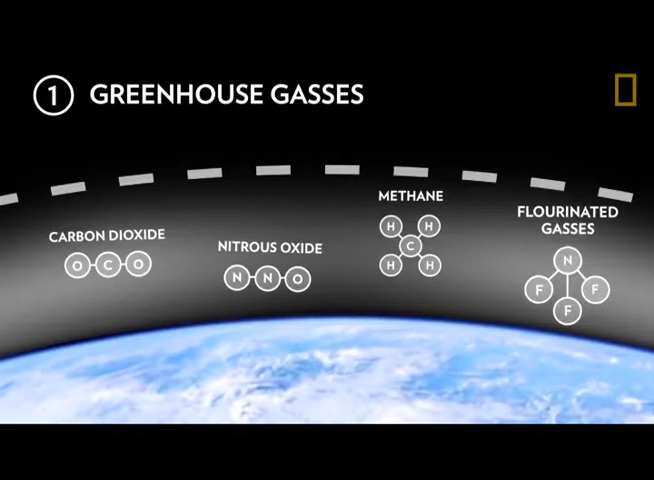 1 GREENHOUSE GASSES
CARBON DIOXIDE
O C O
NITROUS OXIDE
N N O
METHANE
H H
C
H H
FLOURINATED
GASSES
N
F F
F